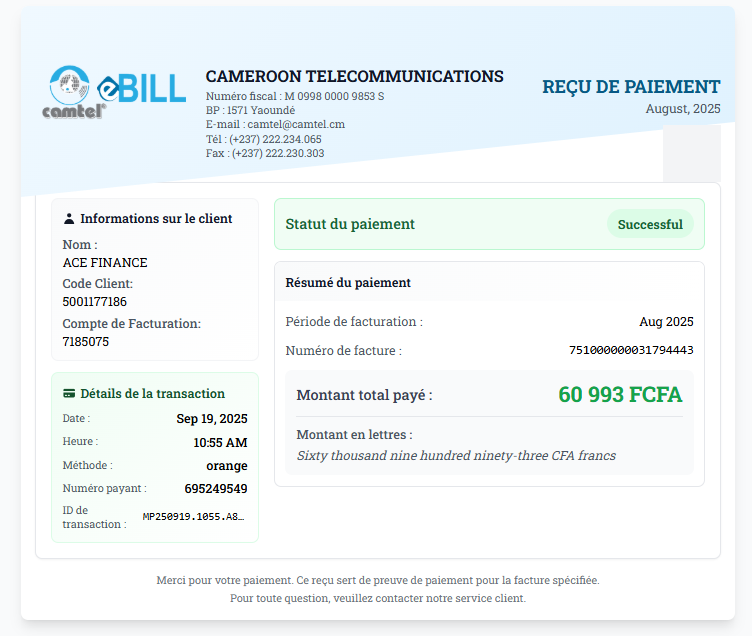 camtel®
eBILL
CAMEROON TELECOMMUNICATIONS
Numéro fiscal : M 0998 0000 9853 S
BP : 1571 Yaoundé
E-mail : camtel@camtel.cm
Tél : (+237) 222.234.065
Fax : (+237) 222.230.303
REÇU DE PAIEMENT
August, 2025
Informations sur le client
Nom :
ACE FINANCE
Code Client:
5001177186
Compte de Facturation:
7185075
Détails de la transaction
Date : Sep 19, 2025
Heure : 10:55 AM
Méthode : orange
Numéro payant : 695249549
ID de
transaction : MP250919.1055.A8…
Statut du paiement Successful
Résumé du paiement
Période de facturation : Aug 2025
Numéro de facture : 751000000031794443
Montant total payé : 60 993 FCFA
Montant en lettres :
Sixty thousand nine hundred ninety-three CFA francs
Merci pour votre paiement. Ce reçu sert de preuve de paiement pour la facture spécifiée.
Pour toute question, veuillez contacter notre service client.